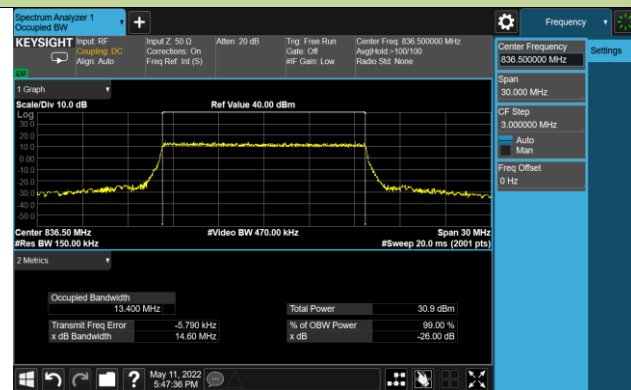 Spectrum Analyzer 1
Occupied BW
Frequency
KEYSIGHT
Input: RF
Coupling: DC
Align: Auto
Input Z: 50 Ω
Corrections: On
Freq Ref: Int (S)
Atten: 20 dB
Trig: Free Run
Gate: Off
#IF Gain: Low
Center Freq: 836.500000 MHz
Avg|Hold:>100/100
Radio Std: None
Center Frequency
836.500000 MHz
Settings
Span
30.000 MHz
CF Step
3.000000 MHz
Auto
Man
Freq Offset
0 Hz
1 Graph
Scale/Div 10.0 dB
Ref Value 40.00 dBm
Log
30.0
20.0
10.0
0.00
-10.0
-20.0
-30.0
-40.0
-50.0
Center 836.50 MHz
#Video BW 470.00 kHz
Span 30 MHz
#Res BW 150.00 kHz
#Sweep 20.0 ms (2001 pts)
2 Metrics
Occupied Bandwidth
13.400 MHz
Total Power
30.9 dBm
Transmit Freq Error
-5.790 kHz
% of OBW Power
99.00 %
x dB Bandwidth
14.60 MHz
x dB
-26.00 dB
?
May 11, 2022
5:47:36 PM